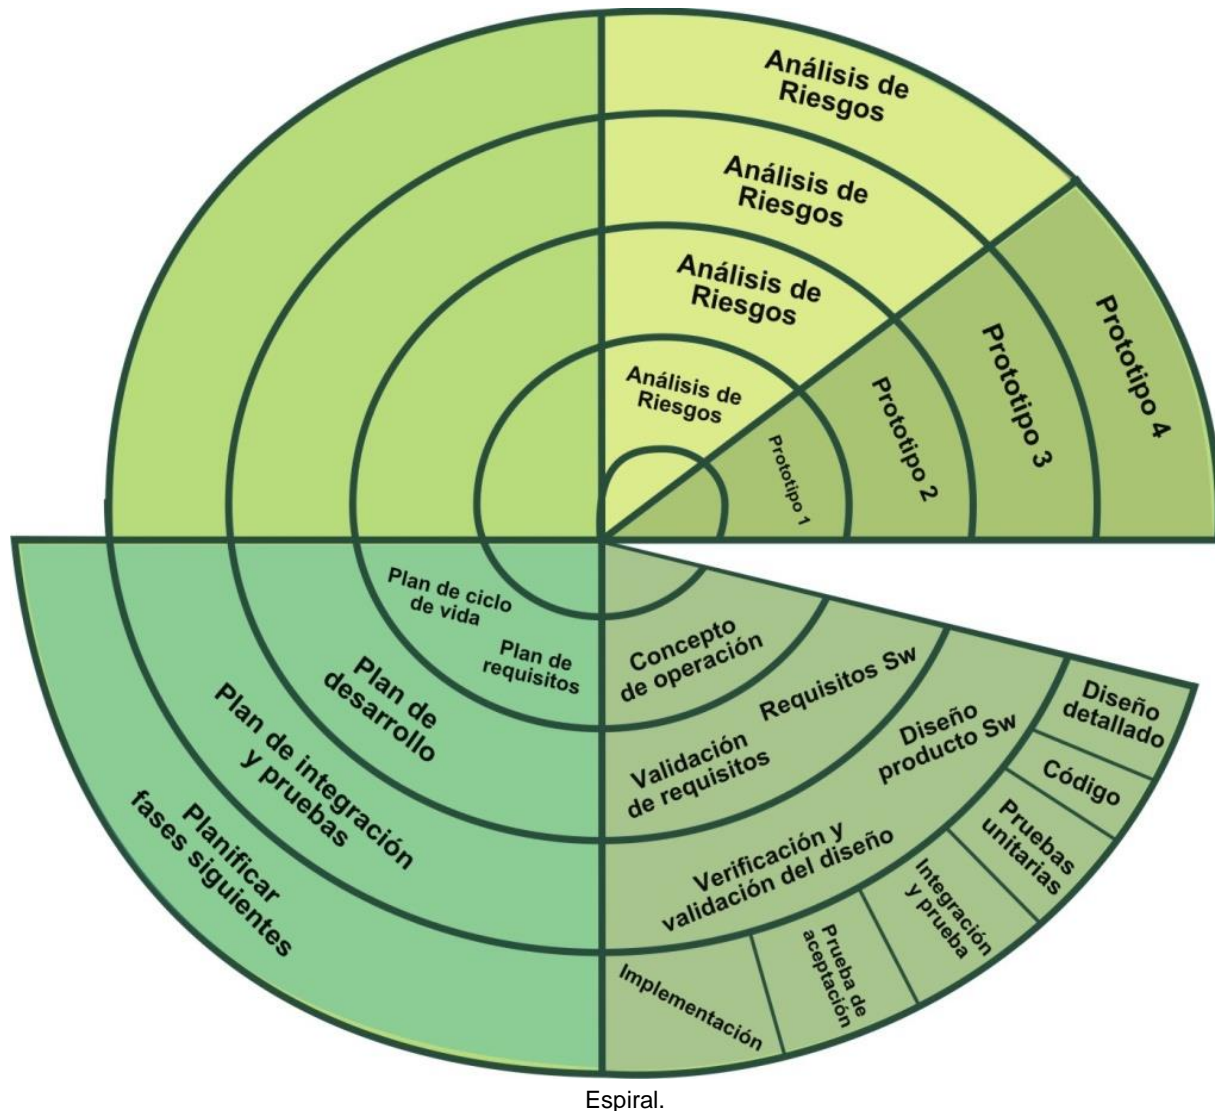 Análisis de
Riesgos
Análisis de
Riesgos
Análisis de
Riesgos
Análisis de
Riesgos
Prototipo 1
Prototipo 2
Prototipo 3
Prototipo 4
Plan de ciclo
de vida
Plan de
requisitos
Plan de
desarrollo
Plan de integración
y pruebas
Planificar
fases siguientes
Concepto
de operación
Requisitos Sw
Validación
de requisitos
Diseño
producto Sw
Verificación y
validación del diseño
Diseño
detallado
Código
Pruebas
unitarias
Integración
y prueba
Prueba de
aceptación
Implementación
Espiral.